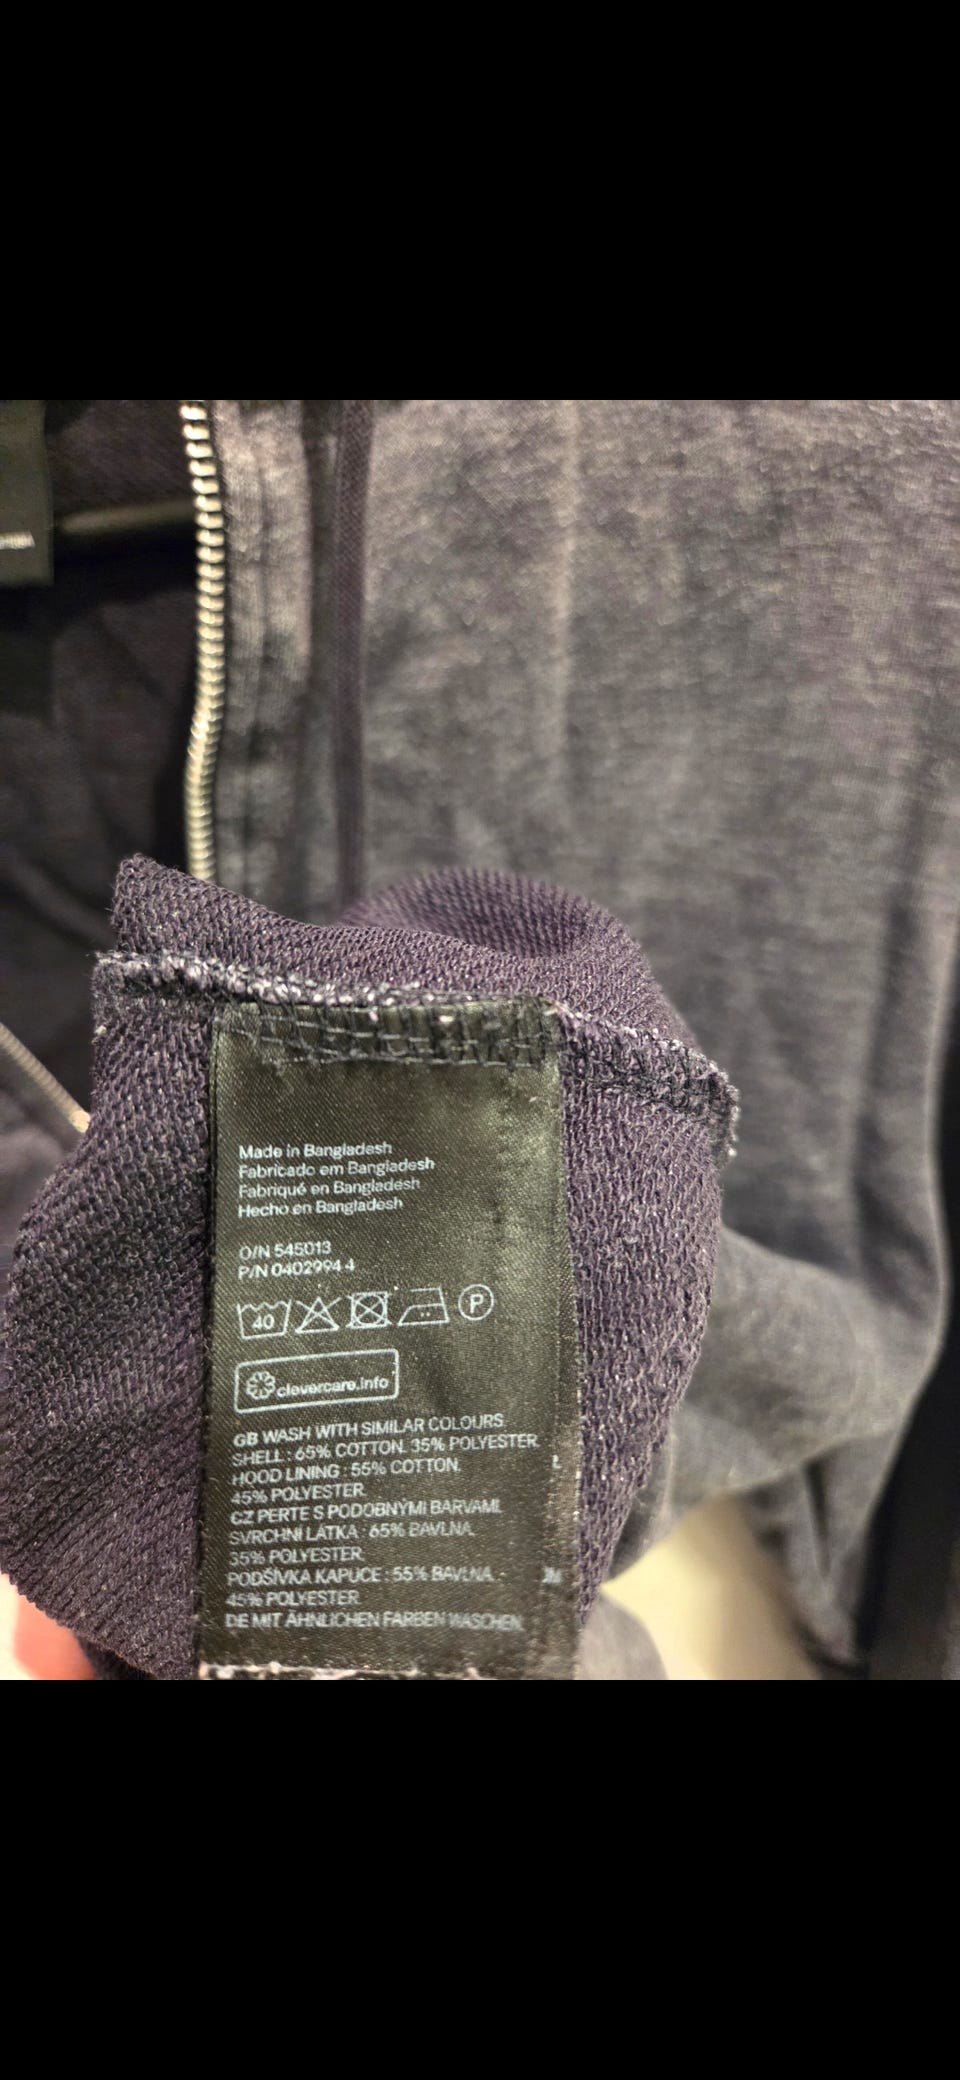 Made in Bangladesh
Fabricado em Bangladesh
Fabriqué en Bangladesh
Hecho en Bangladesh
O/N 545013
P/N 0402994 4
40
P
clevercare.info
GB WASH WITH SIMILAR COLOURS.
SHELL : 65% COTTON. 35% POLYESTER.
HOOD LINING : 55% COTTON.
45% POLYESTER.
CZ PERTE S PODOBNÝMI BARVAMI.
SVRCHNÍ LÁTKA : 65% BAVLNA.
35% POLYESTER.
PODŠÍVKA KAPUCE : 55% BAVLNA. -
45% POLYESTER.
DE MIT ÄHNLICHEN FARBEN WASCHEN.